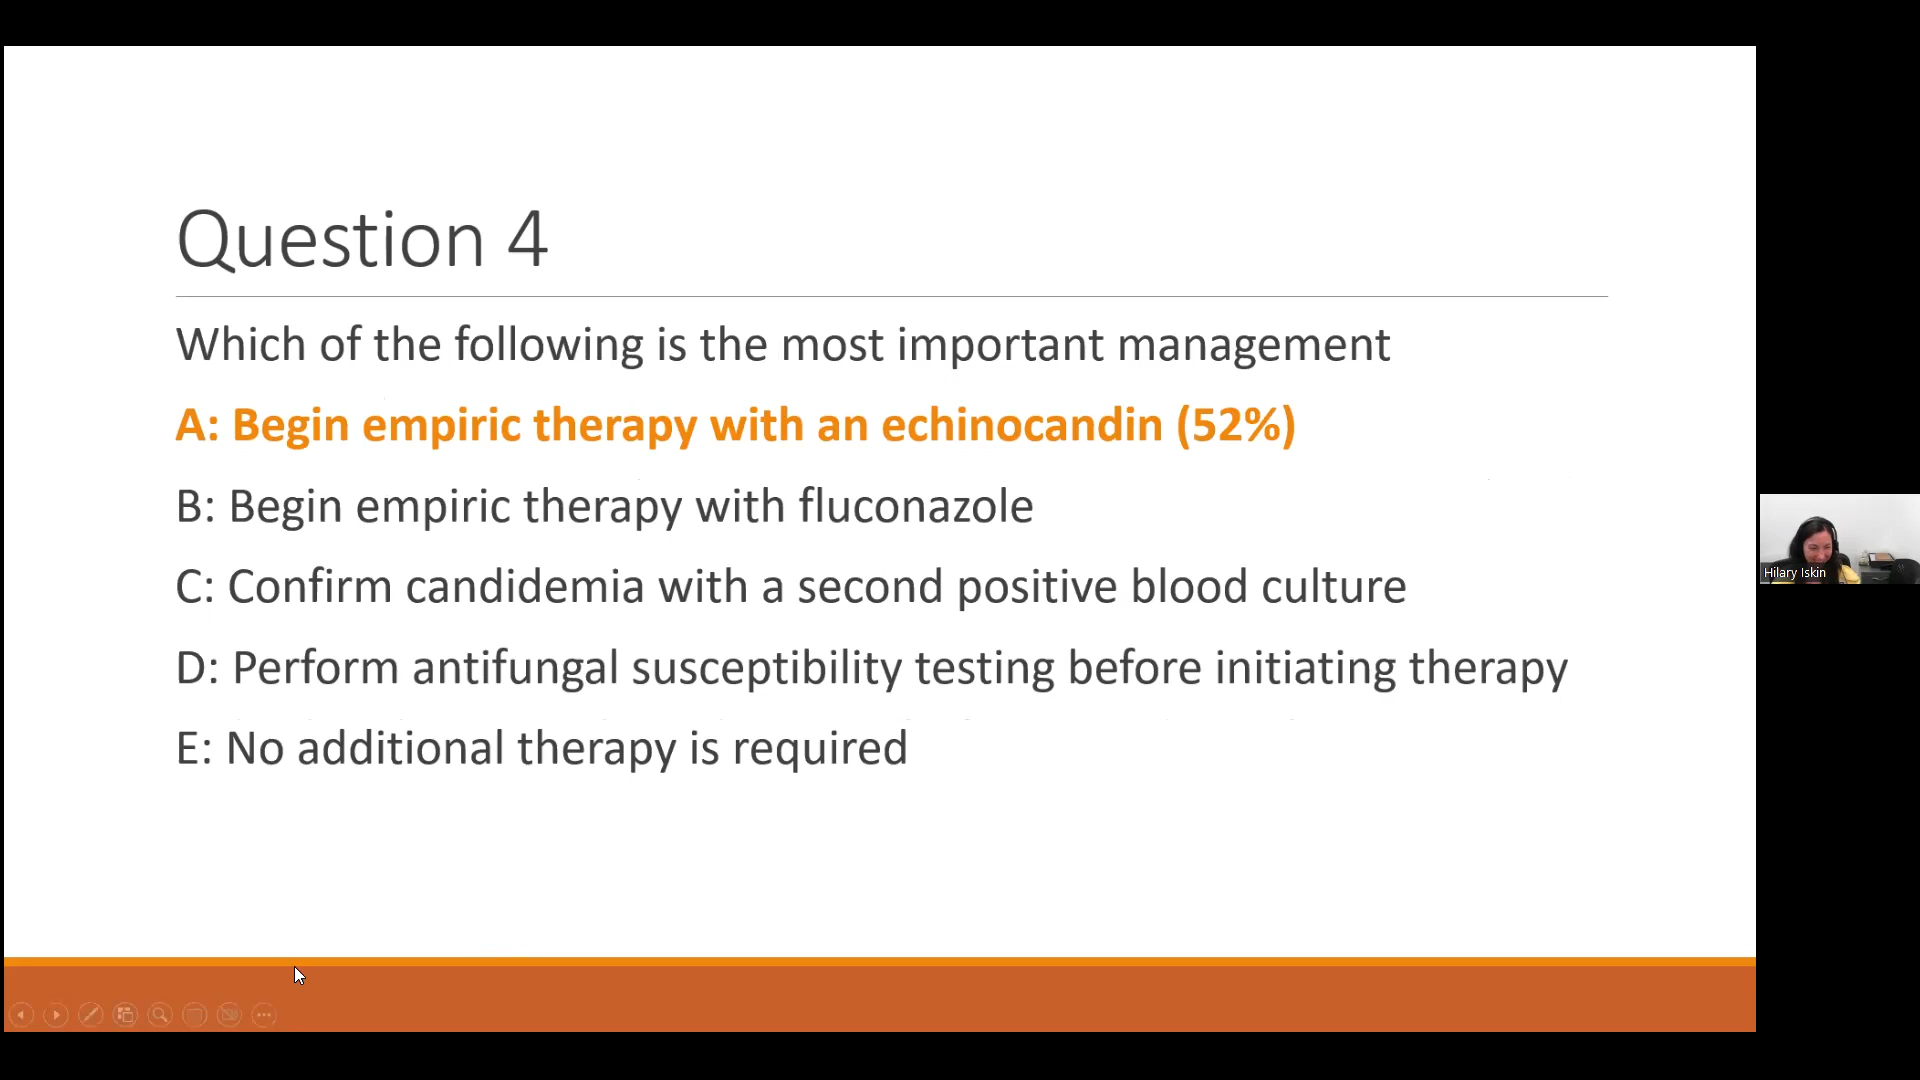 Question 4
Which of the following is the most important management
A: Begin empiric therapy with an echinocandin (52%)
B: Begin empiric therapy with fluconazole
C: Confirm candidemia with a second positive blood culture
D: Perform antifungal susceptibility testing before initiating therapy
E: No additional therapy is required
Hilary Iskin